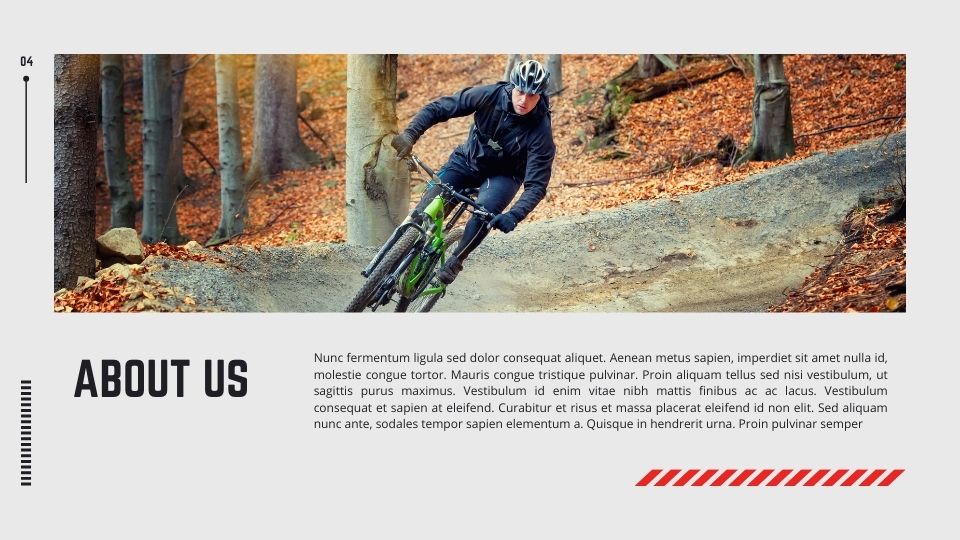 04
ABOUT US
Nunc fermentum ligula sed dolor consequat aliquet. Aenean metus sapien, imperdiet sit amet nulla id,
molestie congue tortor. Mauris congue tristique pulvinar. Proin aliquam tellus sed nisi vestibulum, ut
sagittis purus maximus. Vestibulum id enim vitae nibh mattis finibus ac ac lacus. Vestibulum
consequat et sapien at eleifend. Curabitur et risus et massa placerat eleifend id non elit. Sed aliquam
nunc ante, sodales tempor sapien elementum a. Quisque in hendrerit urna. Proin pulvinar semper